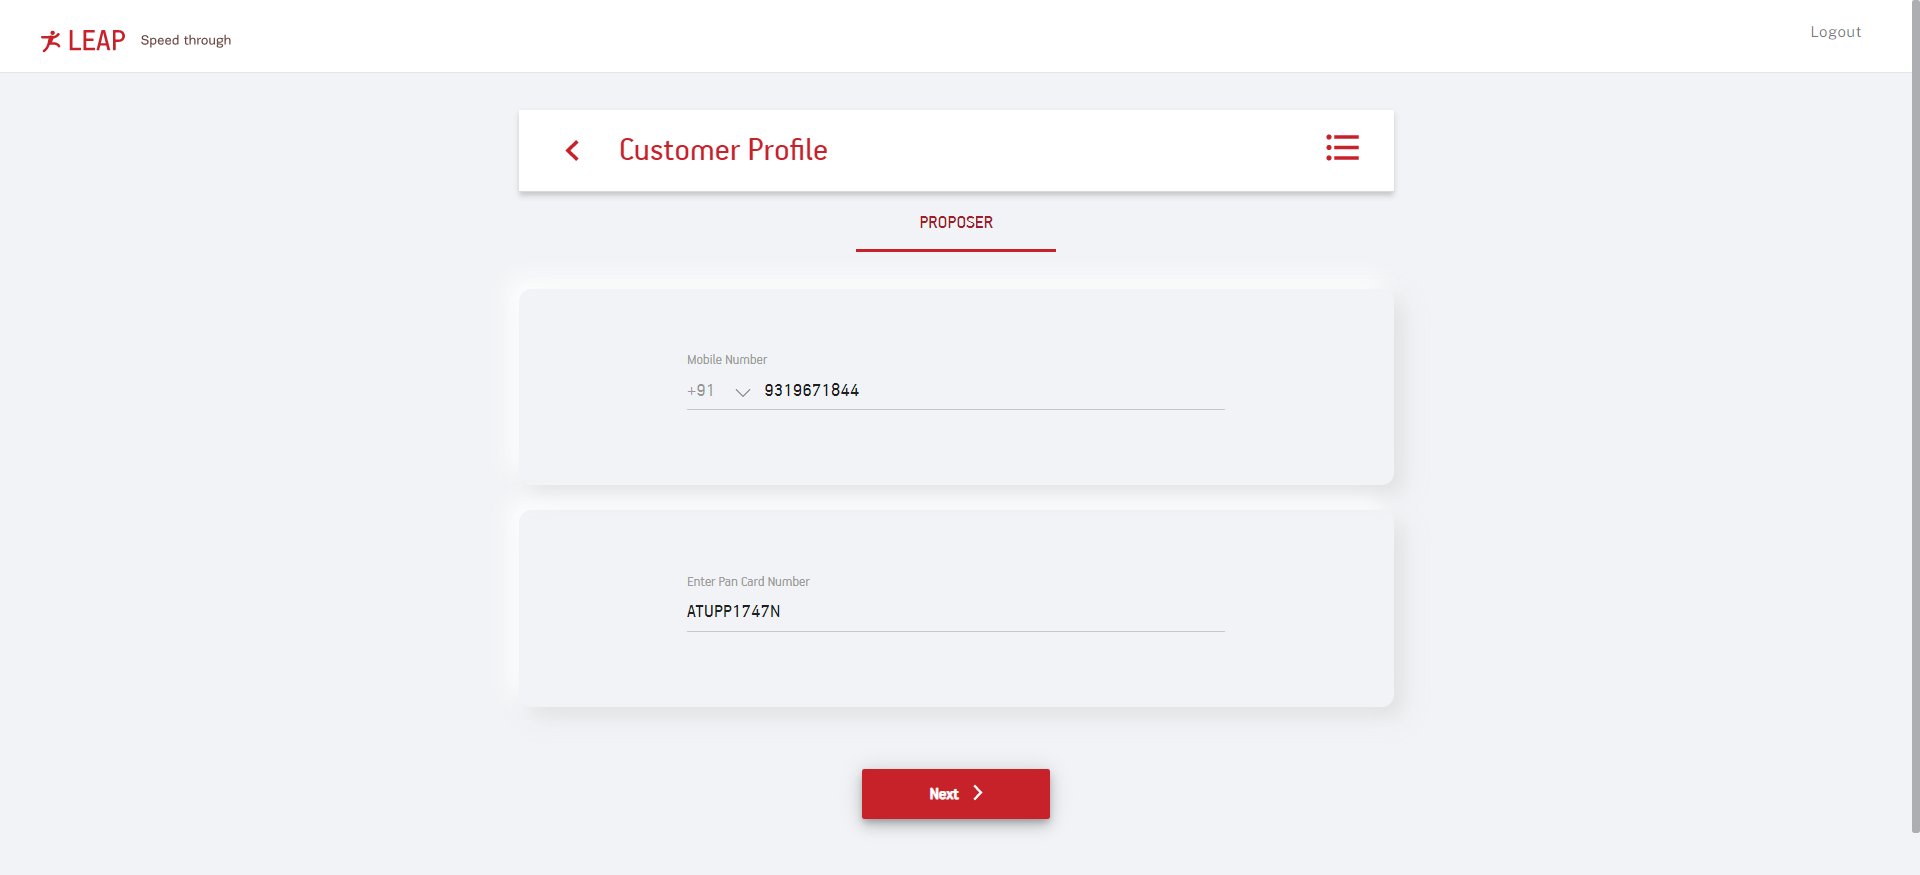 LEAP Speed through
Logout
Customer Profile
PROPOSER
Mobile Number
+91 9319671844
Enter Pan Card Number
ATUPP1747N
Next